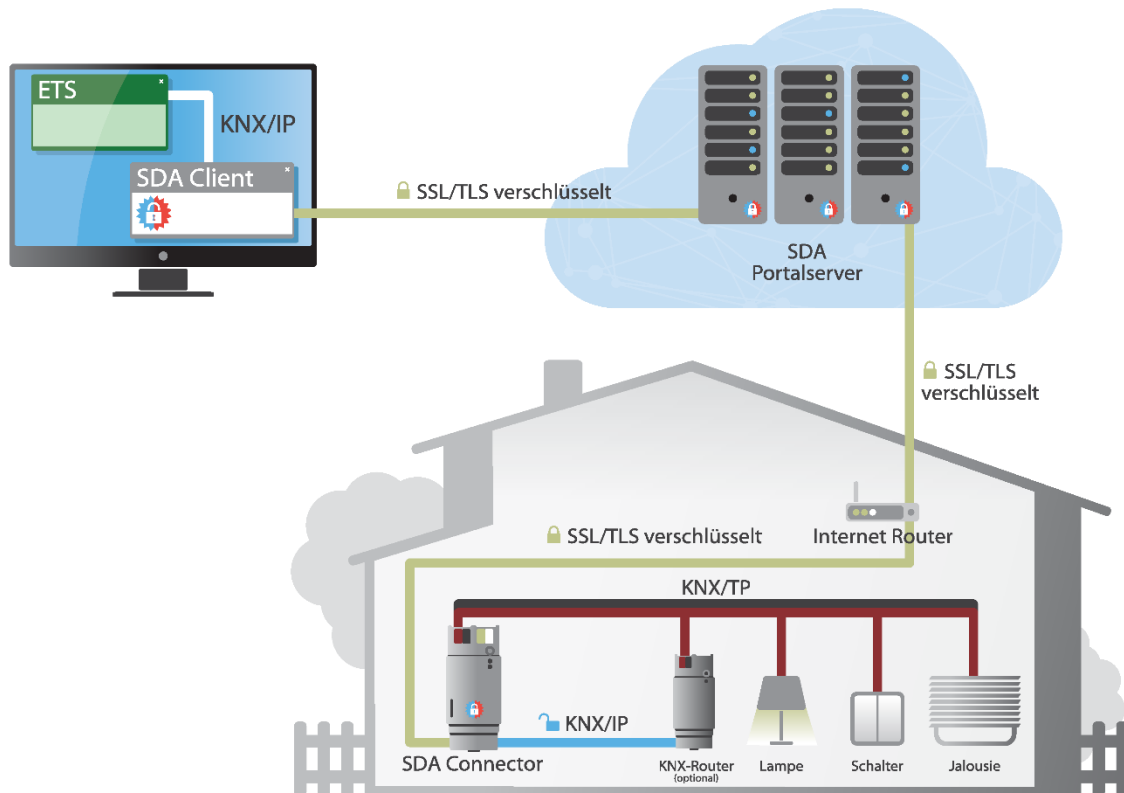 ETS
KNX/IP
SDA Client
SSL/TLS verschlüsselt
SDA
Portalserver
SSL/TLS
verschlüsselt
SSL/TLS verschlüsselt
Internet Router
KNX/TP
KNX/IP
SDA Connector
KNX-Router
(optional)
Lampe
Schalter
Jalousie